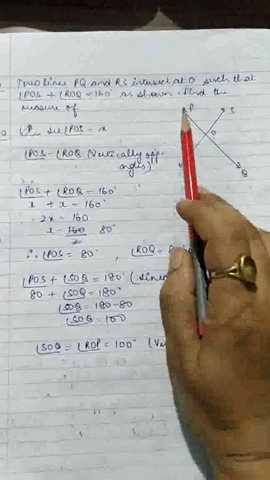 Two lines PQ and RS intersect at O such that
∠POS + ∠ROQ = 160° as shown. Find the
measure of
Let ∠POS = x
∠POS = ∠ROQ (Vertically opp.
angles)
P S
O
Q
∠POS + ∠ROQ = 160°
x + x = 160°
2x = 160
x = 160 80°
2
∴ ∠POS = 80° , ∠ROQ = 8
∠POS + ∠SOQ = 180° (
80 + ∠SOQ = 180°
∠SOQ = 180-80
∠SOQ = 100
∠SOQ = ∠ROP = 100° (Ve